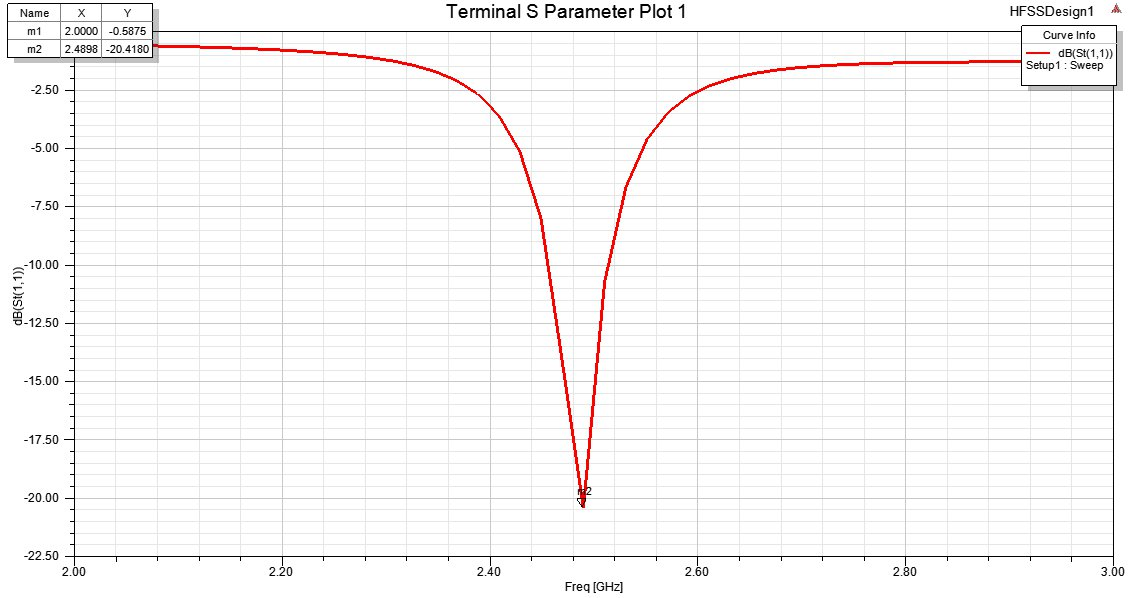 Terminal S Parameter Plot 1
HFSSDesign1
Name X Y
m1 2.0000 -0.5875
m2 2.4898 -20.4180
Curve Info
dB(St(1,1))
Setup1 : Sweep
-2.50
-5.00
-7.50
-10.00
-12.50
-15.00
-17.50
-20.00
-22.50
dB(St(1,1))
m2
2.00 2.20 2.40 2.60 2.80 3.00
Freq [GHz]